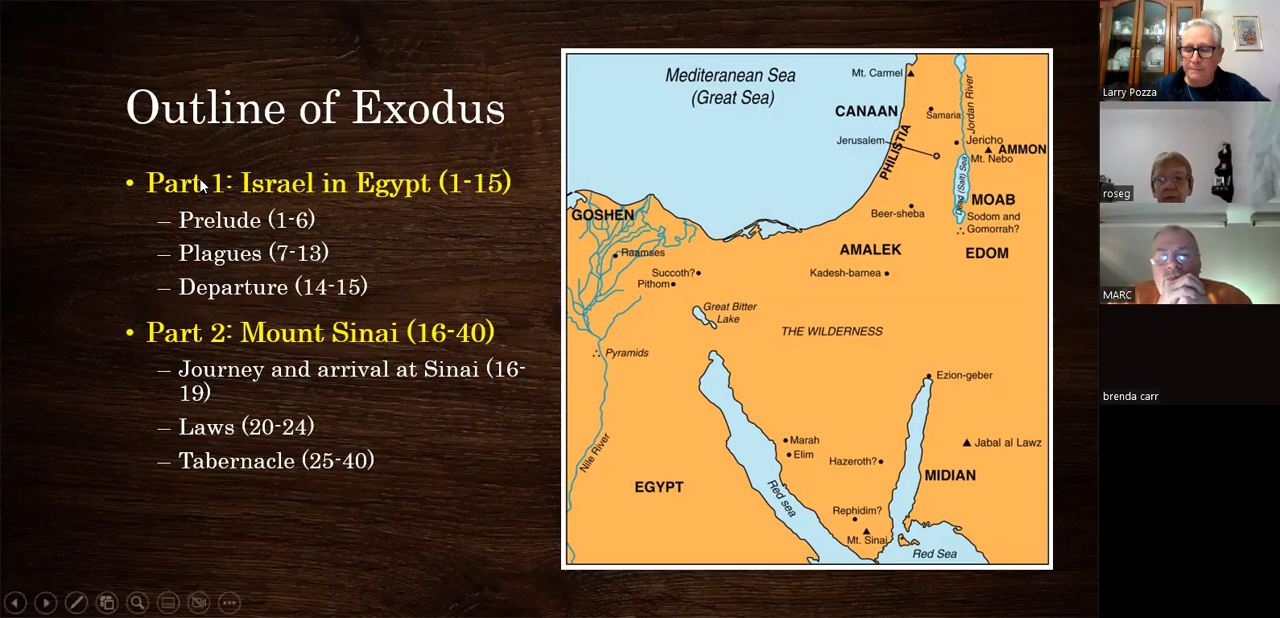 Outline of Exodus
• Part 1: Israel in Egypt (1-15)
– Prelude (1-6)
– Plagues (7-13)
– Departure (14-15)
• Part 2: Mount Sinai (16-40)
– Journey and arrival at Sinai (16-
19)
– Laws (20-24)
– Tabernacle (25-40)
Mediteranean Sea
(Great Sea)
Mt. Carmel
CANAAN
Samaria
Jordan River
Jerusalem
PHILISTIA
Jericho
AMMON
Mt. Nebo
Dead (Salt) Sea
MOAB
GOSHEN
Beer-sheba
Sodom and
Gomorrah?
Raamses
AMALEK
EDOM
Succoth?
Pithom
Kadesh-barnea
Great Bitter
Lake
THE WILDERNESS
Pyramids
Ezion-geber
Marah
Elim
Jabal al Lawz
Hazeroth?
MIDIAN
Nile River
EGYPT
Red sea
Rephidim?
Mt. Sinai
Red Sea
Larry Pozza
roseg
MARC
brenda carr